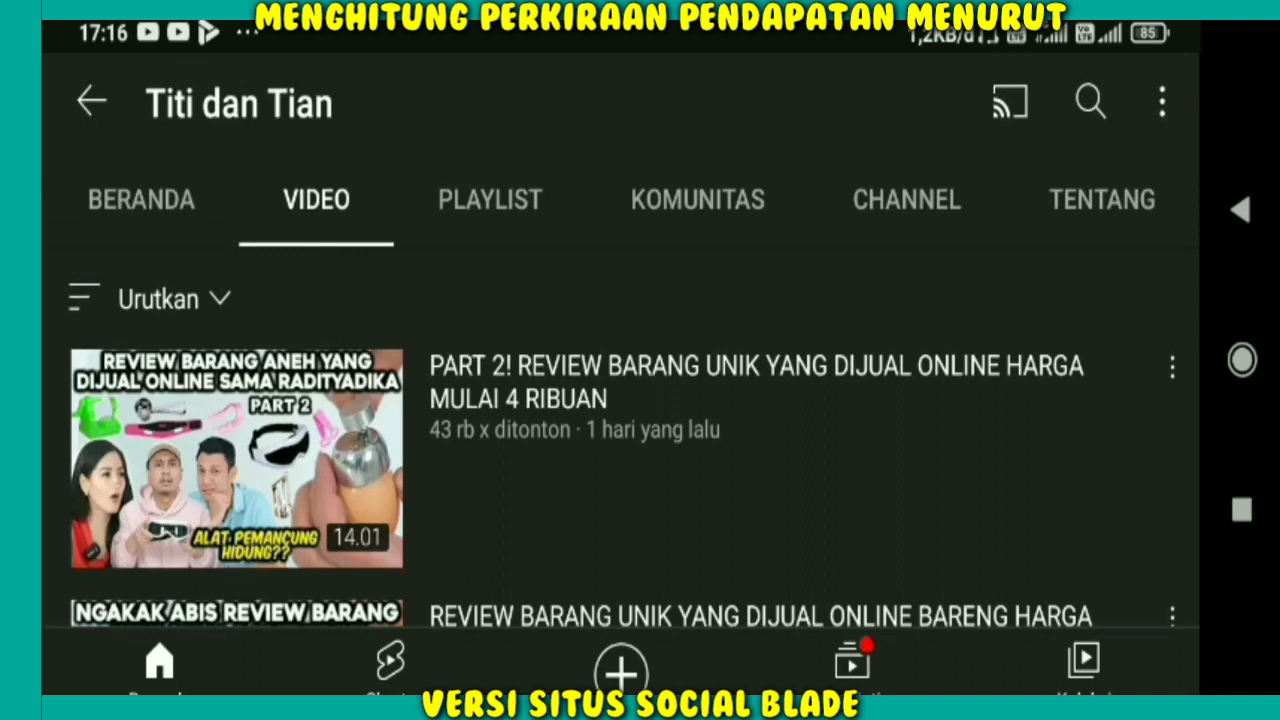 MENGHITUNG PERKIRAAN PENDAPATAN MENURUT
17:16
85
Titi dan Tian
BERANDA VIDEO PLAYLIST KOMUNITAS CHANNEL TENTANG
Urutkan
REVIEW BARANG ANEH YANG
DIJUAL ONLINE SAMA RADITYADIKA
PART 2
ALAT PEMANCUNG
HIDUNG??
14.01
PART 2! REVIEW BARANG UNIK YANG DIJUAL ONLINE HARGA
MULAI 4 RIBUAN
43 rb x ditonton · 1 hari yang lalu
NGAKAK ABIS REVIEW BARANG
REVIEW BARANG UNIK YANG DIJUAL ONLINE BARENG HARGA
VERSI SITUS SOCIAL BLADE